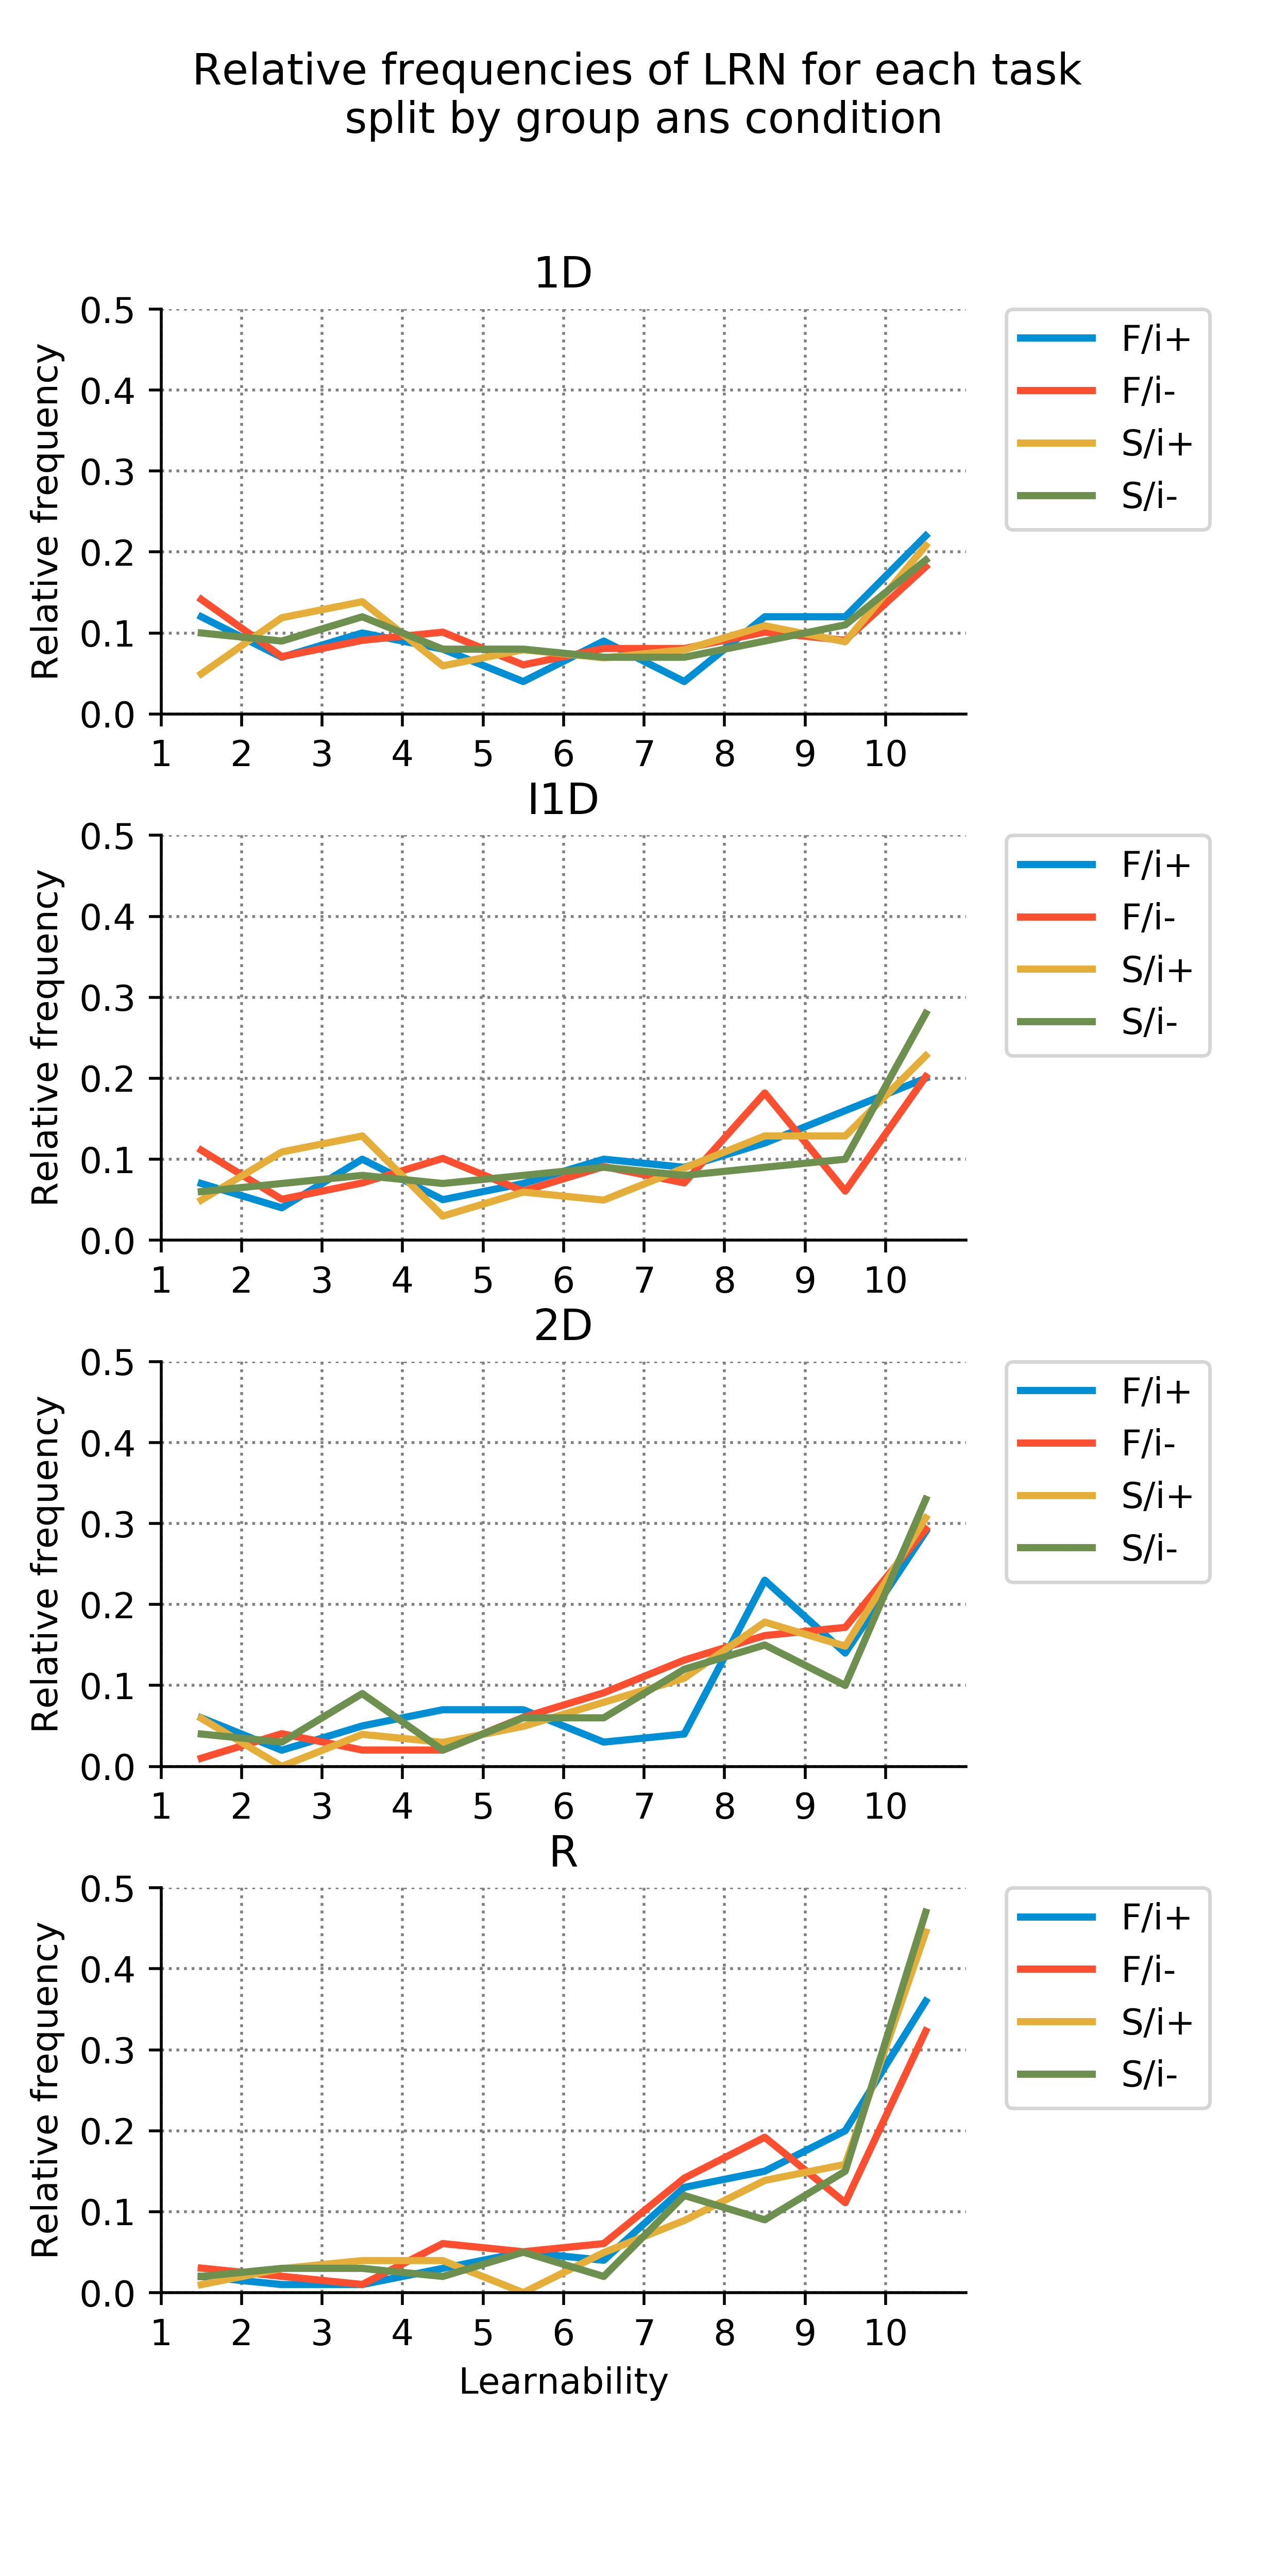 Relative frequencies of LRN for each task
split by group ans condition
1D
Relative frequency
0.5
0.4
0.3
0.2
0.1
0.0
1 2 3 4 5 6 7 8 9 10
F/i+
F/i-
S/i+
S/i-
I1D
Relative frequency
0.5
0.4
0.3
0.2
0.1
0.0
1 2 3 4 5 6 7 8 9 10
F/i+
F/i-
S/i+
S/i-
2D
Relative frequency
0.5
0.4
0.3
0.2
0.1
0.0
1 2 3 4 5 6 7 8 9 10
F/i+
F/i-
S/i+
S/i-
R
Relative frequency
0.5
0.4
0.3
0.2
0.1
0.0
1 2 3 4 5 6 7 8 9 10
Learnability
F/i+
F/i-
S/i+
S/i-